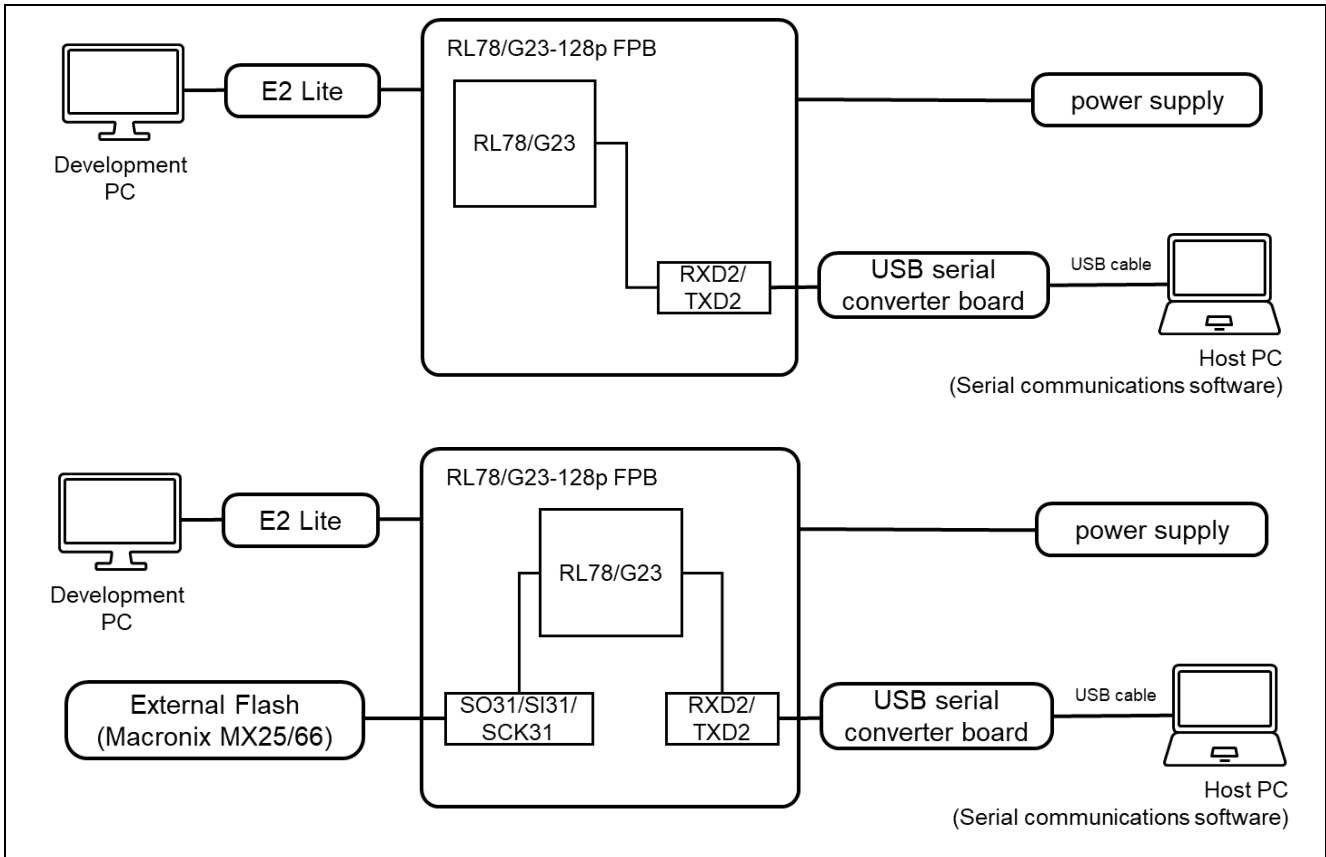 RL78/G23-128p FPB
E2 Lite
power supply
RL78/G23
Development
PC
RXD2/
TXD2
USB serial
converter board
USB cable
Host PC
(Serial communications software)
RL78/G23-128p FPB
E2 Lite
power supply
RL78/G23
Development
PC
External Flash
(Macronix MX25/66)
SO31/SI31/
SCK31
RXD2/
TXD2
USB serial
converter board
USB cable
Host PC
(Serial communications software)